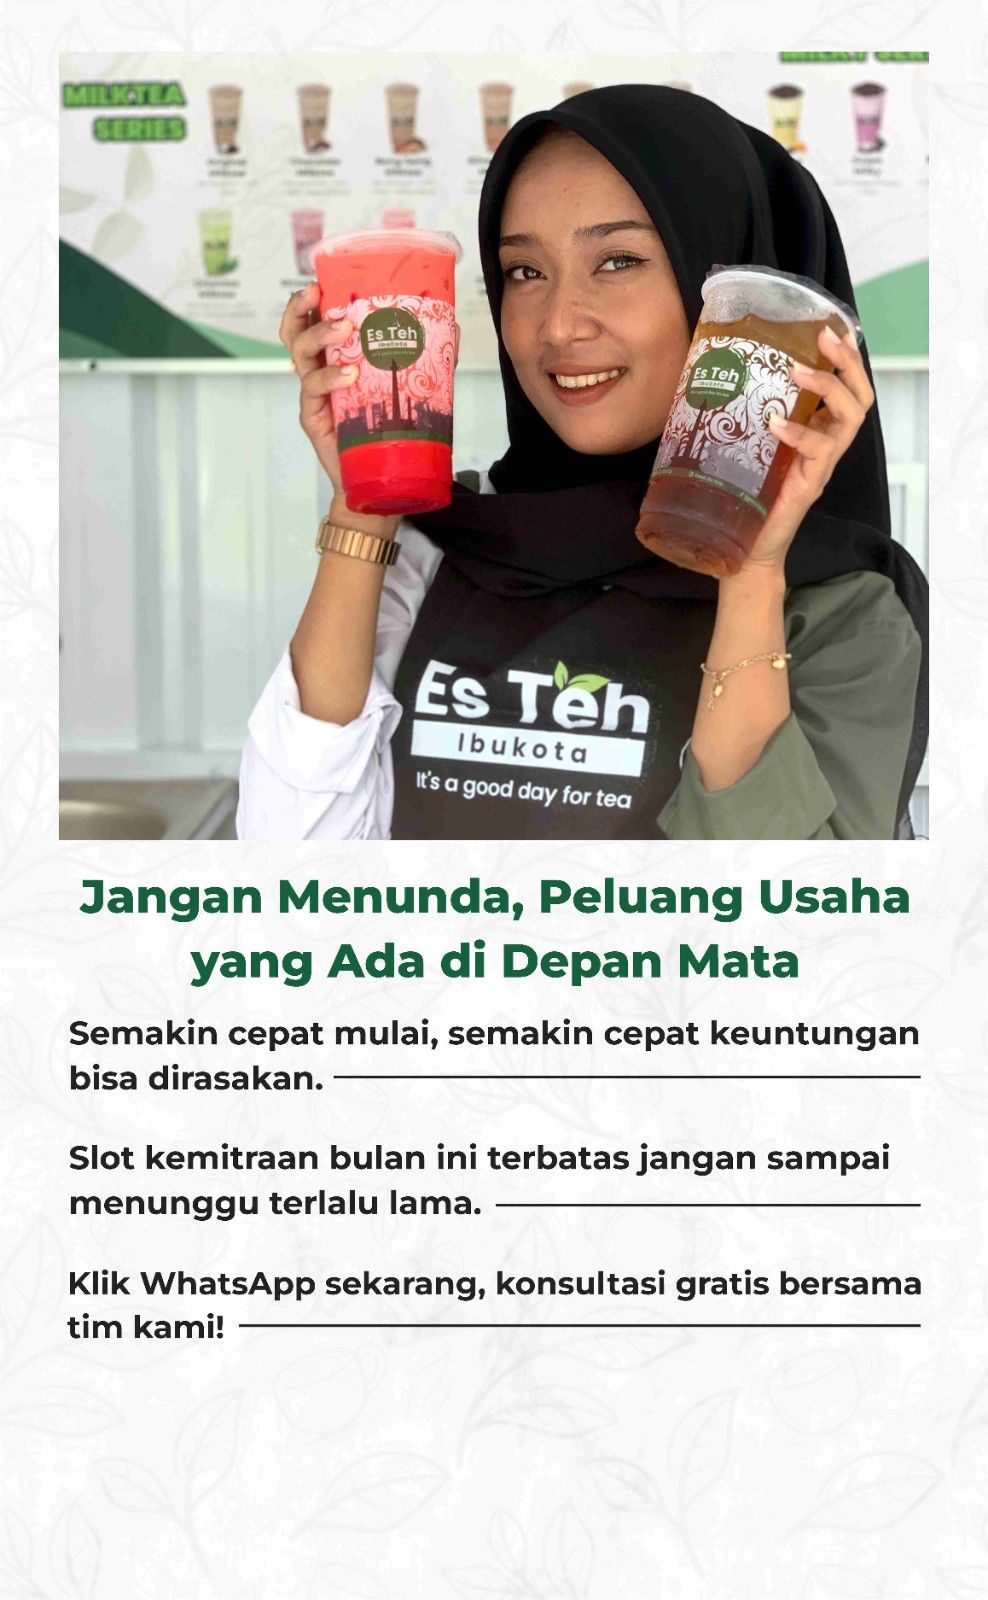 MILKTEA
SERIES
Es Teh
Ibukota
Es Teh
Ibukota
Es Teh
Ibukota
It's a good day for tea
Jangan Menunda, Peluang Usaha
yang Ada di Depan Mata
Semakin cepat mulai, semakin cepat keuntungan
bisa dirasakan.
Slot kemitraan bulan ini terbatas jangan sampai
menunggu terlalu lama.
Klik WhatsApp sekarang, konsultasi gratis bersama
tim kami!